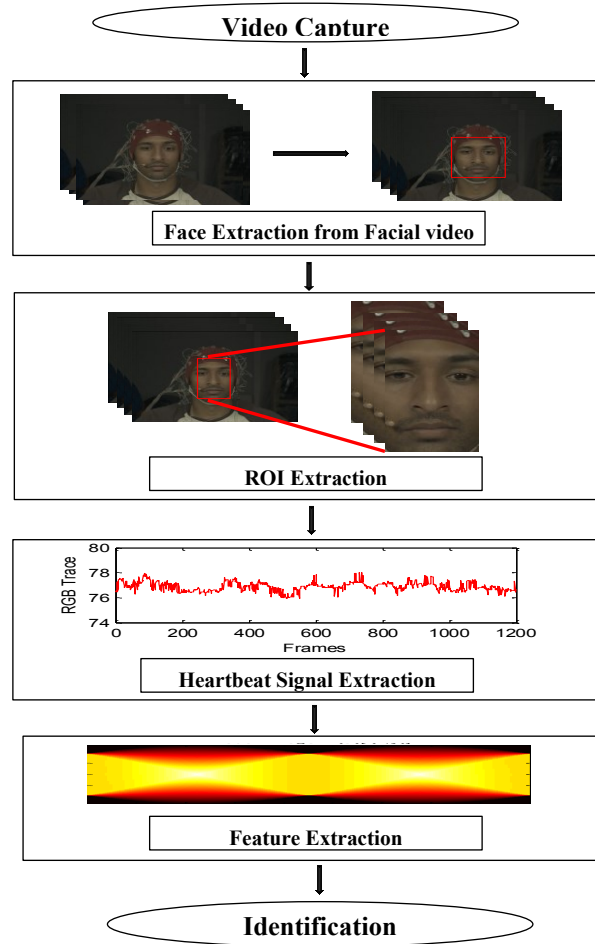 Video Capture
Face Extraction from Facial video
ROI Extraction
80
78
76
74
RGB Trace
0 200 400 600 800 1000 1200
Frames
Heartbeat Signal Extraction
Feature Extraction
Identification